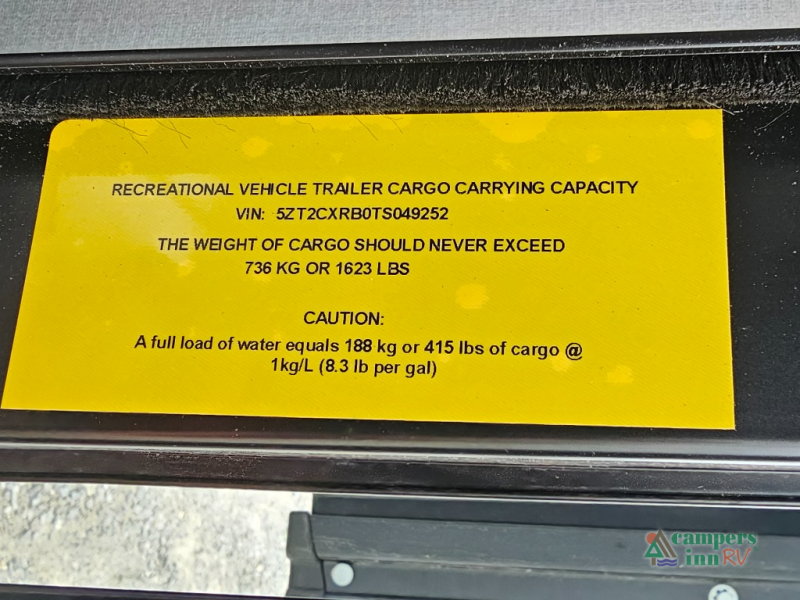 RECREATIONAL VEHICLE TRAILER CARGO CARRYING CAPACITY
VIN: 5ZT2CXRB0TS049252
THE WEIGHT OF CARGO SHOULD NEVER EXCEED
736 KG OR 1623 LBS
CAUTION:
A full load of water equals 188 kg or 415 lbs of cargo @
1kg/L (8.3 lb per gal)
campers
inn RV